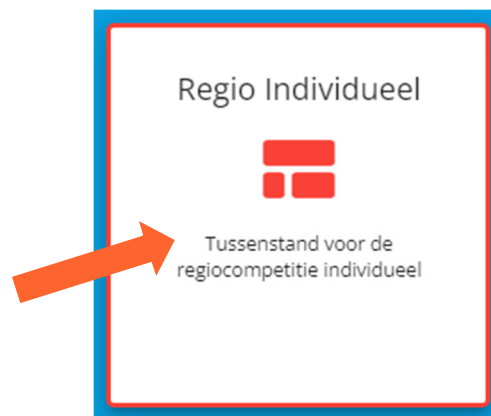 Regio Individueel
Tussenstand voor de
regiocompetitie individueel